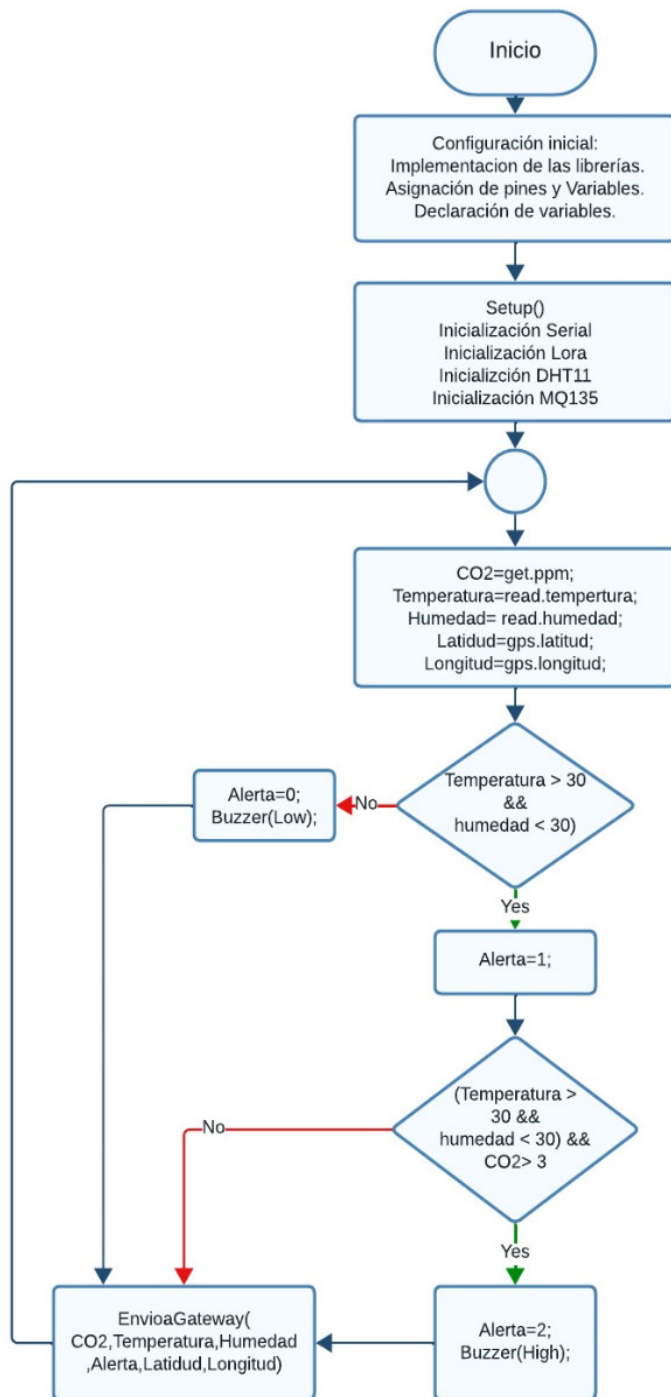 Inicio
Configuración inicial:
Implementacion de las librerías.
Asignación de pines y Variables.
Declaración de variables.
Setup()
Inicialización Serial
Inicialización Lora
Inicializción DHT11
Inicialización MQ135
CO2=get.ppm;
Temperatura=read.tempertura;
Humedad= read.humedad;
Latidud=gps.latitud;
Longitud=gps.longitud;
Temperatura > 30
&&
humedad < 30)
No
Alerta=0;
Buzzer(Low);
Yes
Alerta=1;
(Temperatura >
30 &&
humedad < 30) &&
CO2> 3
No
Yes
Alerta=2;
Buzzer(High);
EnvioaGateway(
CO2,Temperatura,Humedad
,Alerta,Latidud,Longitud)